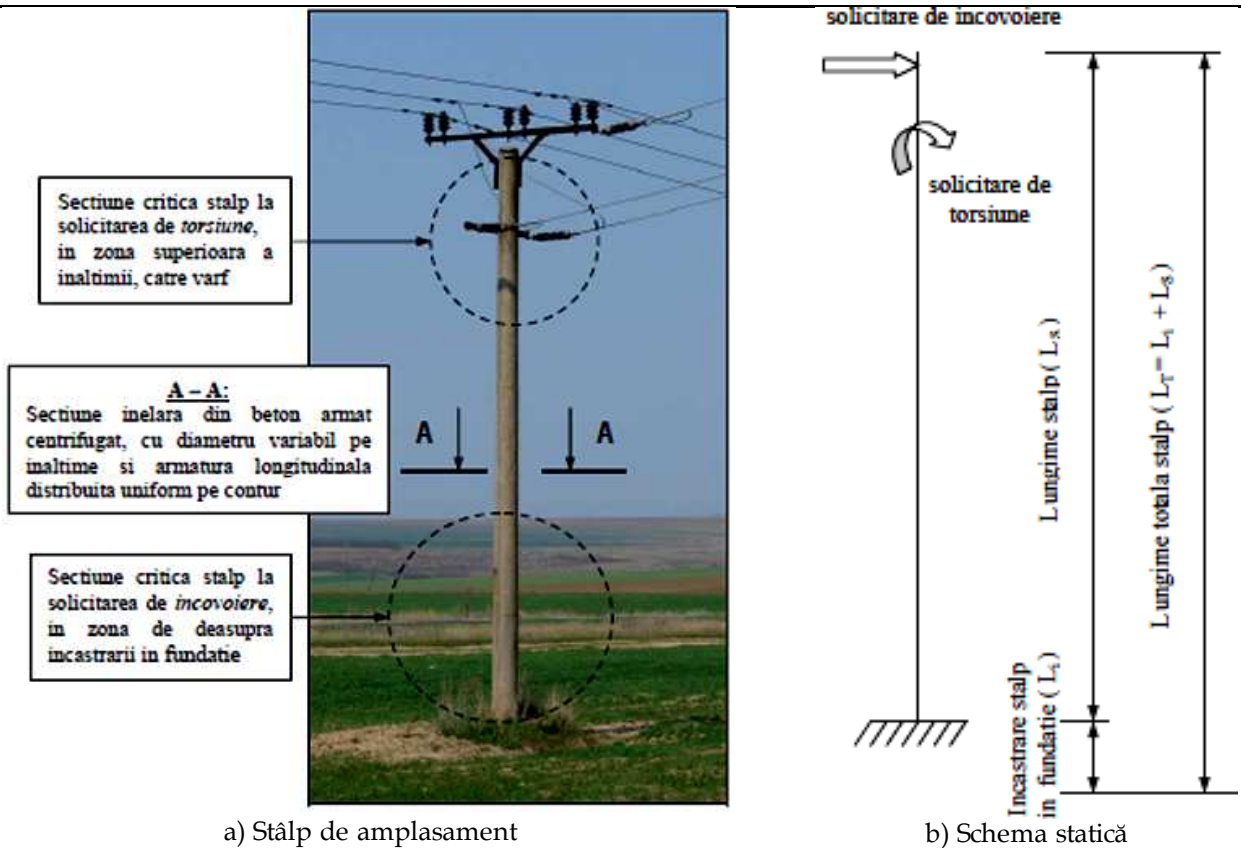 Sectiune critica stalp la
solicitarea de torsiune,
in zona superioara a
inaltimii, catre varf
A – A:
Sectiune inelara din beton armat
centrifugat, cu diametru variabil pe
inaltime si armatura longitudinala
distribuita uniform pe contur
Sectiune critica stalp la
solicitarea de incovoiere,
in zona de deasupra
incastrarii in fundatie
A
A
a) Stâlp de amplasament
solicitare de incovoiere
solicitare de
torsiune
Lungime stalp ( Ls )
Lungime totala stalp ( LT = Li + LS )
Incastrare stalp
in fundatie ( Li )
b) Schema statică